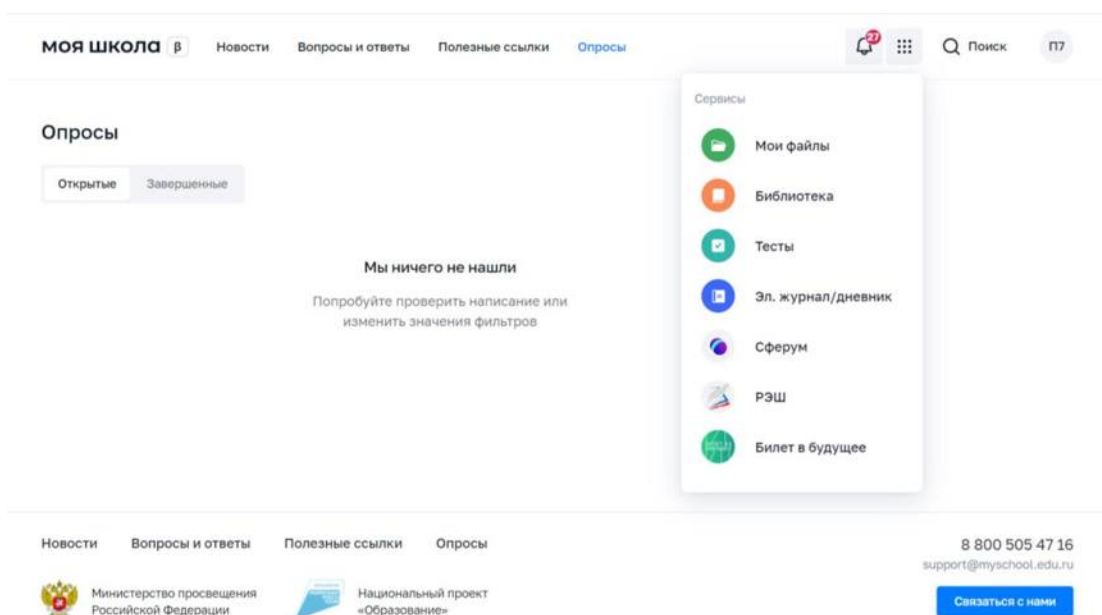 МОЯ ШКОЛА β Новости Вопросы и ответы Полезные ссылки Опросы 27 Поиск П7
Опросы
Открытые Завершенные
Мы ничего не нашли
Попробуйте проверить написание или
изменить значения фильтров
Сервисы
Мои файлы
Библиотека
Тесты
Эл. журнал/дневник
Сферум
РЭШ
Билет в будущее
Новости Вопросы и ответы Полезные ссылки Опросы
8 800 505 47 16
support@myschool.edu.ru
Министерство просвещения
Российской Федерации
Национальный проект
«Образование»
Связаться с нами